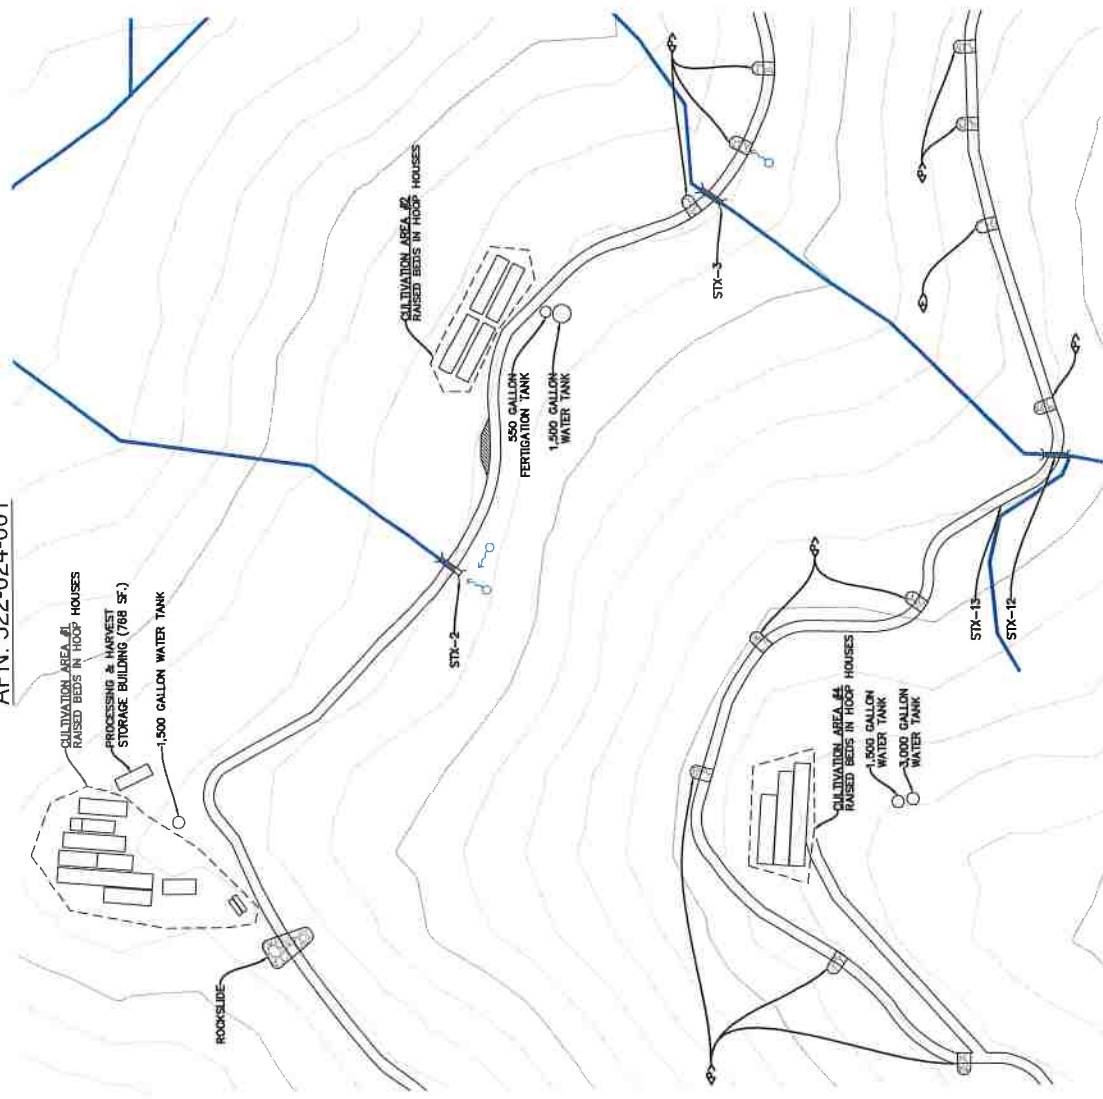 APN: 522-024-001
CULTIVATION AREA #1
RAISED BEDS IN HOOP HOUSES
PROCESSING & HARVEST
STORAGE BUILDING (768 SF.)
1,500 GALLON WATER TANK
ROCKSLIDE
STX-2
CULTIVATION AREA #2
RAISED BEDS IN HOOP HOUSES
550 GALLON
FERTIGATION TANK
1,500 GALLON
WATER TANK
STX-3
CULTIVATION AREA #4
RAISED BEDS IN HOOP HOUSES
1,500 GALLON
WATER TANK
3,000 GALLON
WATER TANK
STX-13
STX-12